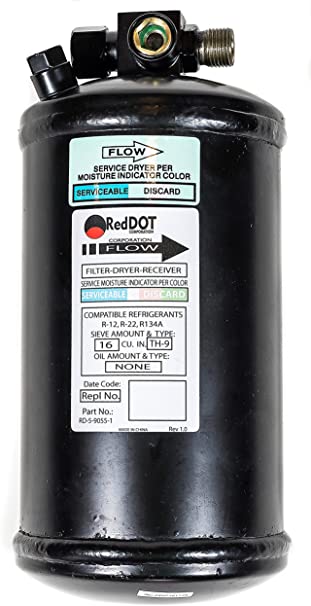 FLOW
SERVICE DRYER PER
MOISTURE INDICATOR COLOR
SERVICEABLE DISCARD
RedDOT
CORPORATION
CORPORATION
FLOW
FILTER-DRYER-RECEIVER
SERVICE MOISTURE INDICATOR PER COLOR
SERVICEABLE DISCARD
COMPATIBLE REFRIGERANTS
R-12, R-22, R134A
SIEVE AMOUNT & TYPE:
16 CU. IN. TH-9
OIL AMOUNT & TYPE:
NONE
Date Code:
Repl No.
Part No.:
RD-5-9055-1
MADE IN CHINA Rev 1.0